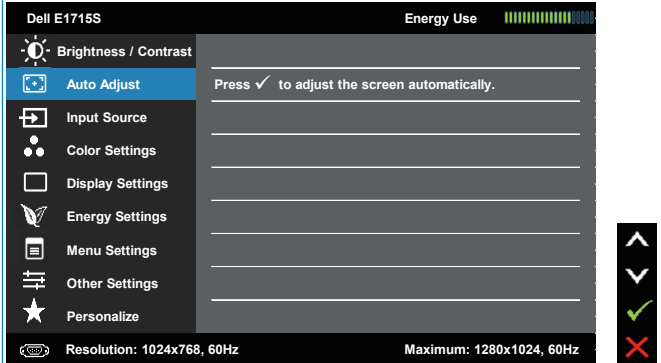 Dell E1715S Energy Use
Brightness / Contrast
Auto Adjust Press ✓ to adjust the screen automatically.
Input Source
Color Settings
Display Settings
Energy Settings
Menu Settings
Other Settings
Personalize
Resolution: 1024x768, 60Hz Maximum: 1280x1024, 60Hz